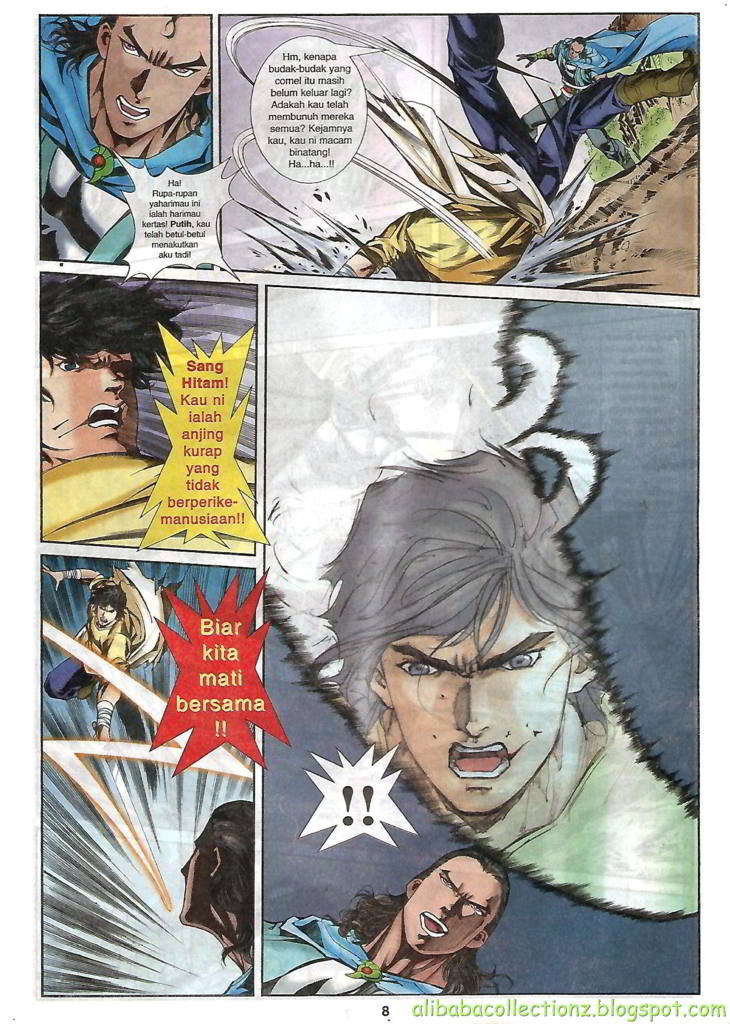 Ha!
Rupa-rupan
yaharimau ini
ialah harimau
kertas! Putih, kau
telah betul-betul
menakutkan
aku tadi!
Hm, kenapa
budak-budak yang
comel itu masih
belum keluar lagi?
Adakah kau telah
membunuh mereka
semua? Kejamnya
kau, kau ni macam
binatang!
Ha...ha...!!
Sang
Hitam!
Kau ni
ialah
anjing
kurap
yang
tidak
berperike-
manusiaan!!
Biar
kita
mati
bersama
!!
!!
8
alibabacollectionz.blogspot.com